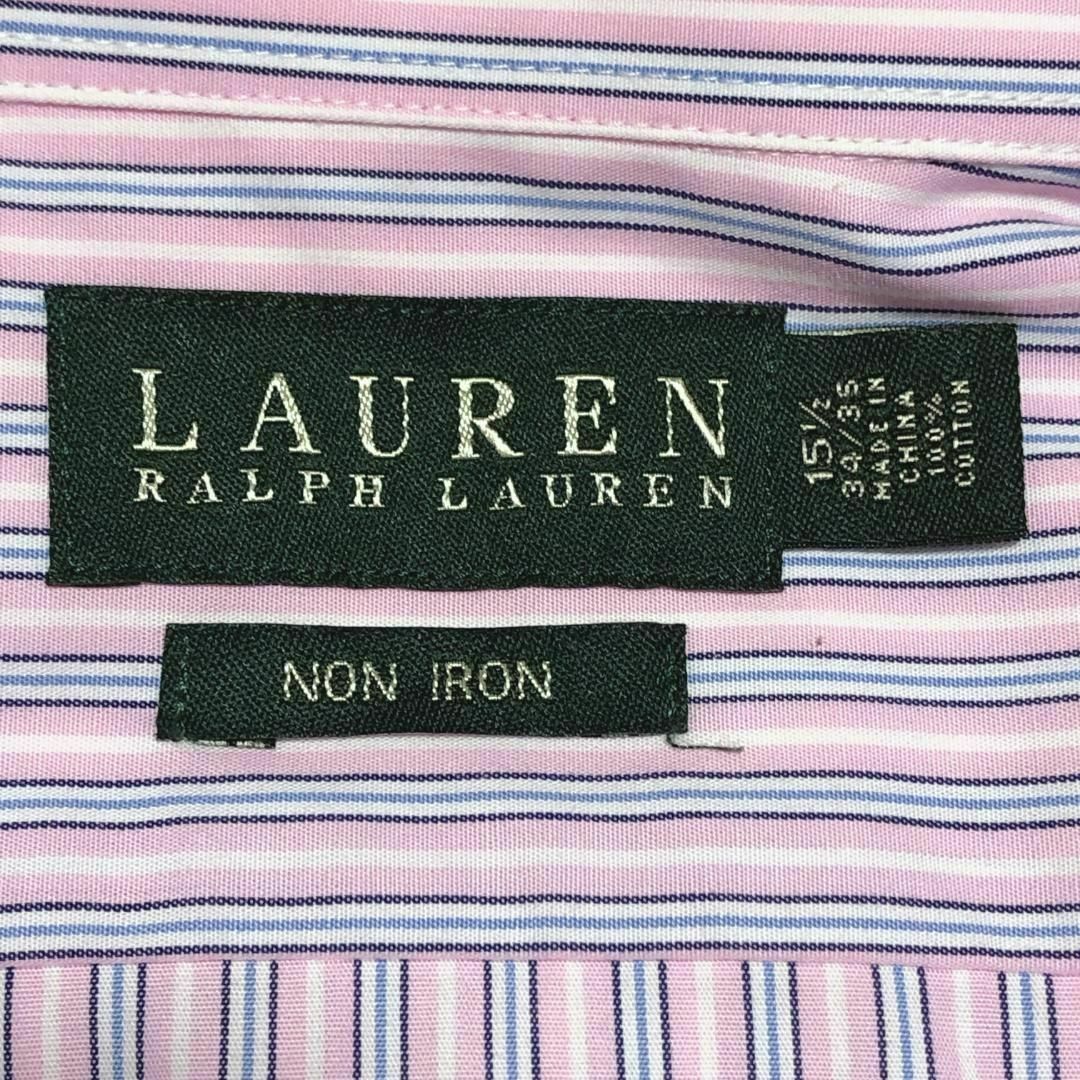 LAUREN
RALPH LAUREN
15½
34/35
MADE IN
CHINA
100%
COTTON
NON IRON